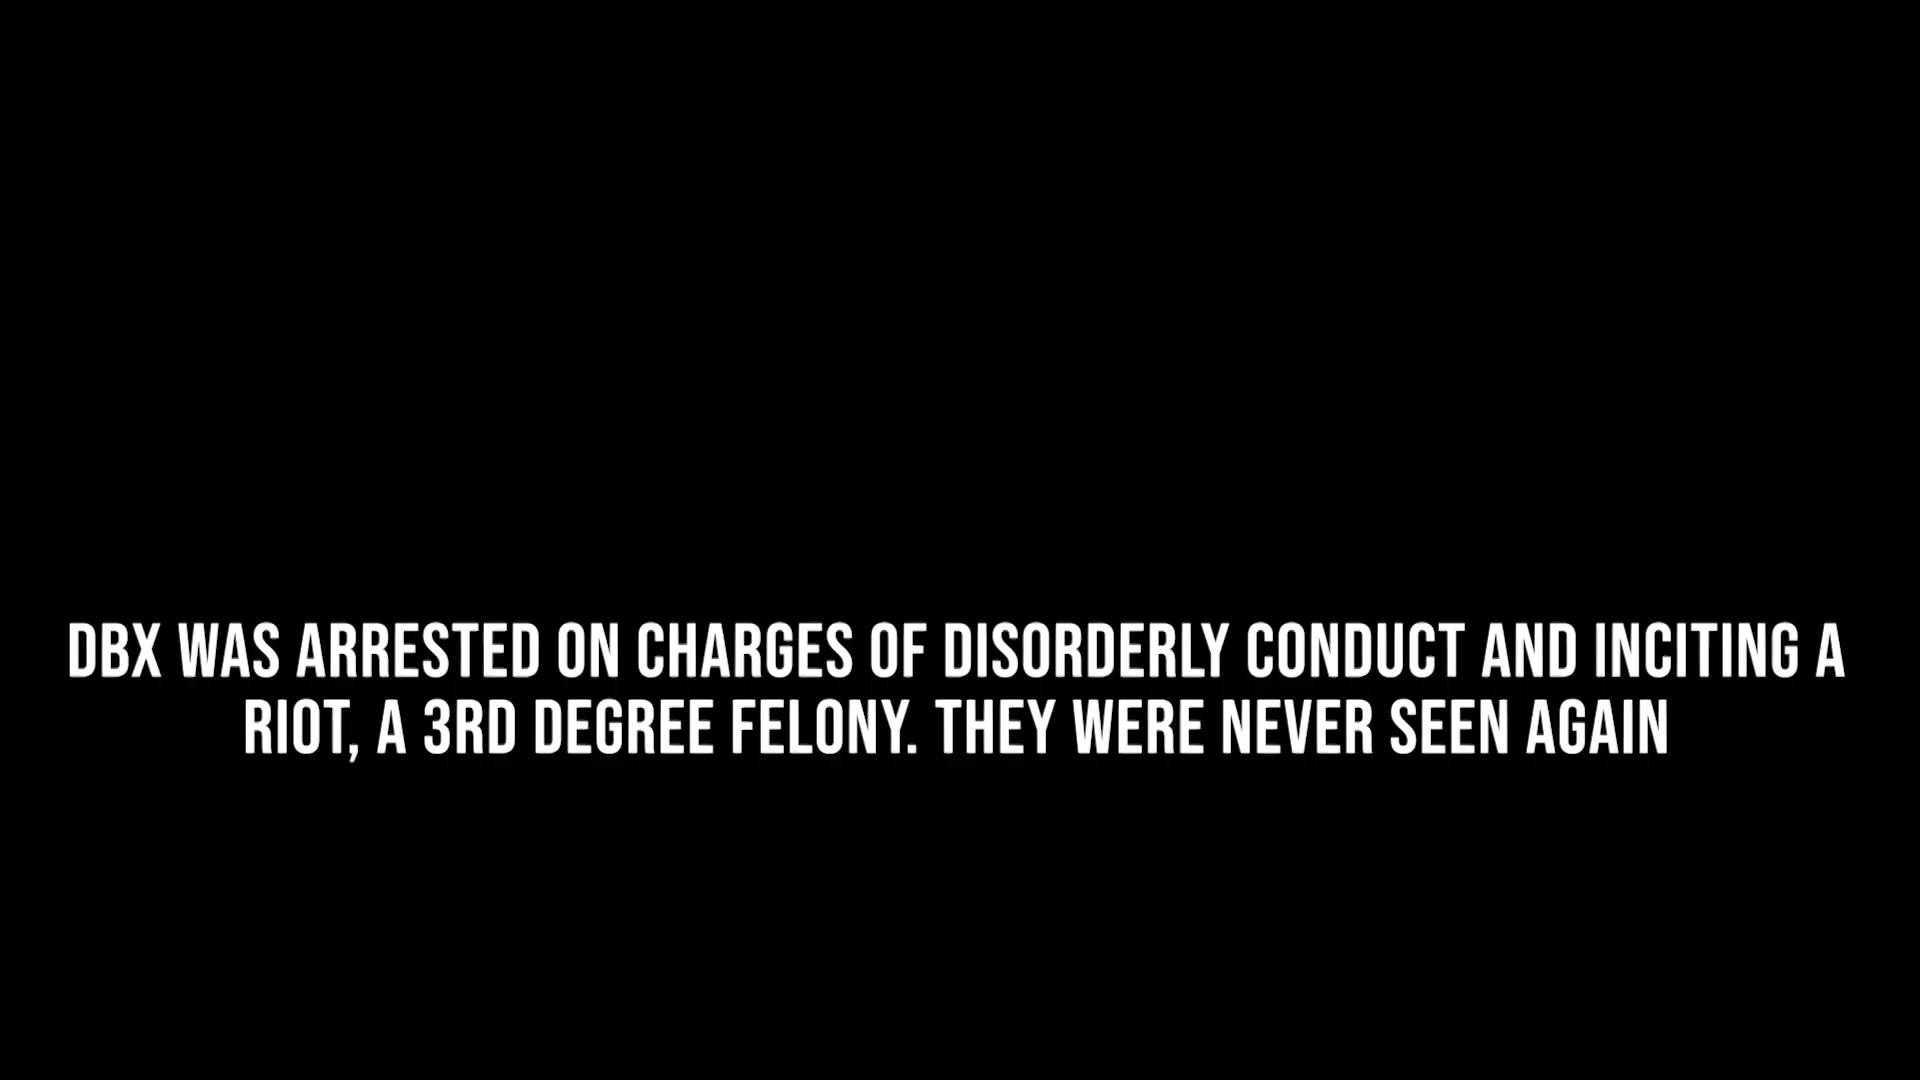 DBX WAS ARRESTED ON CHARGES OF DISORDERLY CONDUCT AND INCITING A
RIOT, A 3RD DEGREE FELONY. THEY WERE NEVER SEEN AGAIN